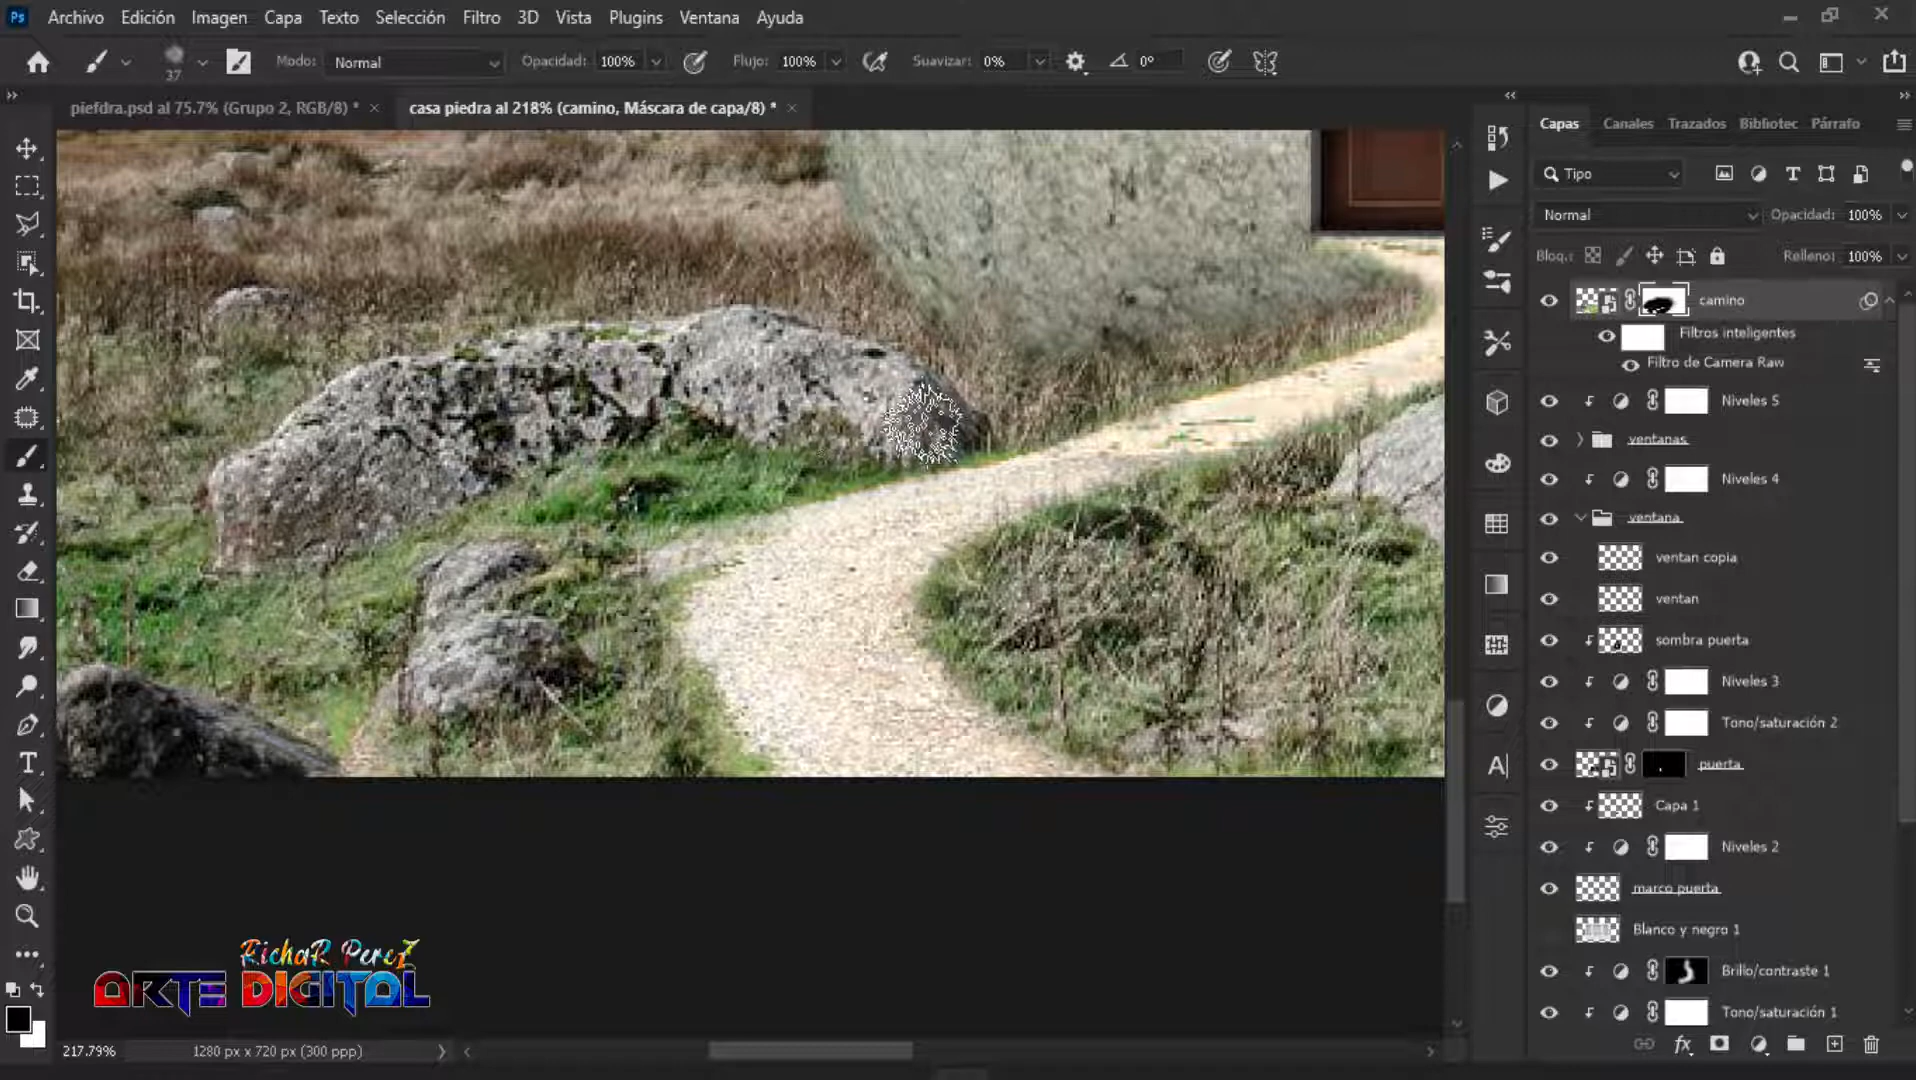 Ps Archivo Edición Imagen Capa Texto Selección Filtro 3D Vista Plugins Ventana Ayuda
37 Modo: Normal Opacidad: 100% Flujo: 100% Suavizar: 0% 0°
piefdra.psd al 75.7% (Grupo 2, RGB/8) * casa piedra al 218% (camino, Máscara de capa/8) *
Capas Canales Trazados Bibliotec Párrafo
Tipo
Normal Opacidad: 100%
Bloq.: Relleno: 100%
camino
Filtros inteligentes
Filtro de Camera Raw
Niveles 5
ventanas
Niveles 4
ventana
ventan copia
ventan
sombra puerta
Niveles 3
Tono/saturación 2
puerta
Capa 1
Niveles 2
marco puerta
Blanco y negro 1
Brillo/contraste 1
Tono/saturación 1
RichaR PereZ
ARTE DIGITAL
217.79% 1280 px x 720 px (300 ppp)